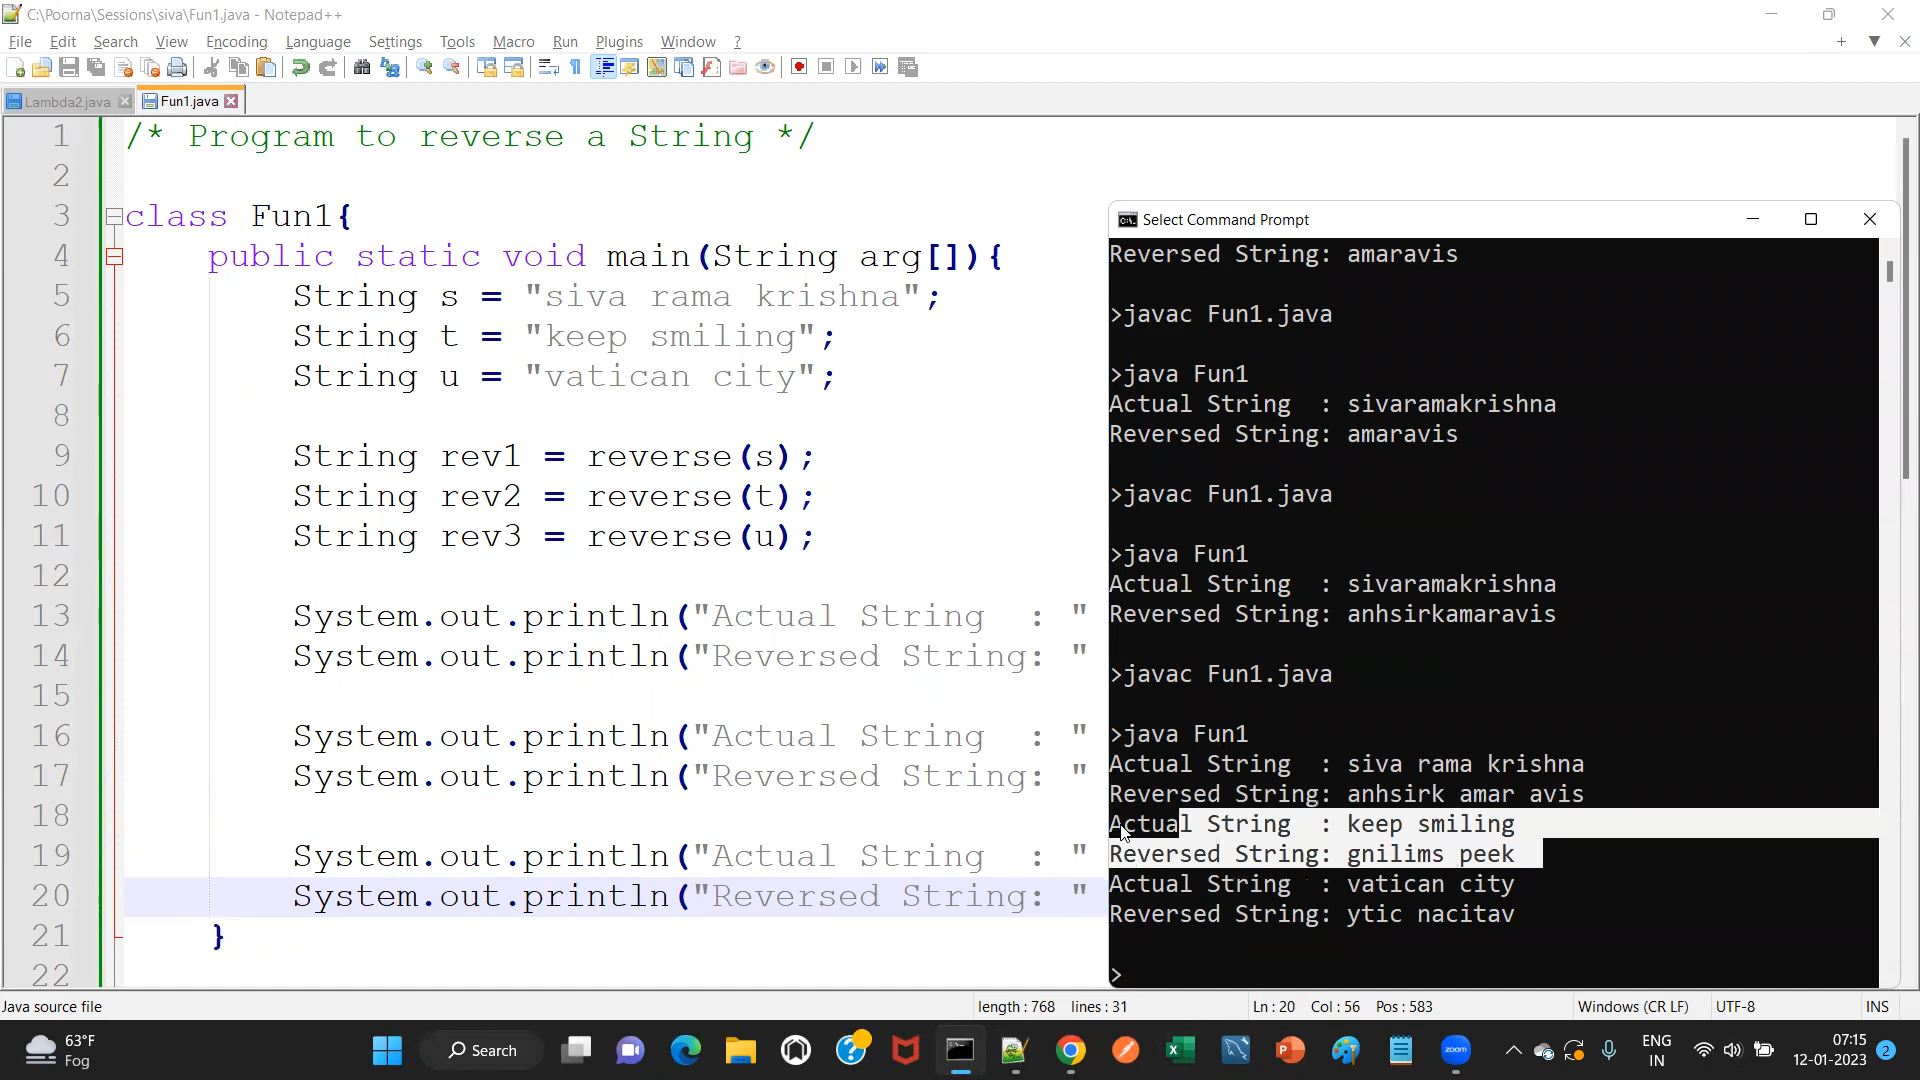 C:\Poorna\Sessions\siva\Fun1.java - Notepad++
File Edit Search View Encoding Language Settings Tools Macro Run Plugins Window ?
Lambda2.java Fun1.java
1 /* Program to reverse a String */
2
3 class Fun1{
4 public static void main(String arg[]){
5 String s = "siva rama krishna";
6 String t = "keep smiling";
7 String u = "vatican city";
8
9 String rev1 = reverse(s);
10 String rev2 = reverse(t);
11 String rev3 = reverse(u);
12
13 System.out.println("Actual String  : "
14 System.out.println("Reversed String: "
15
16 System.out.println("Actual String  : "
17 System.out.println("Reversed String: "
18
19 System.out.println("Actual String  : "
20 System.out.println("Reversed String: "
21 }
22
Select Command Prompt
Reversed String: amaravis
>javac Fun1.java
>java Fun1
Actual String  : sivaramakrishna
Reversed String: amaravis
>javac Fun1.java
>java Fun1
Actual String  : sivaramakrishna
Reversed String: anhsirkamaravis
>javac Fun1.java
>java Fun1
Actual String  : siva rama krishna
Reversed String: anhsirk amar avis
Actual String  : keep smiling
Reversed String: gnilims peek
Actual String  : vatican city
Reversed String: ytic nacitav
>
Java source file length : 768 lines : 31 Ln : 20 Col : 56 Pos : 583 Windows (CR LF) UTF-8 INS
63°F
Fog
Search
zoom
ENG
IN
07:15
12-01-2023
2